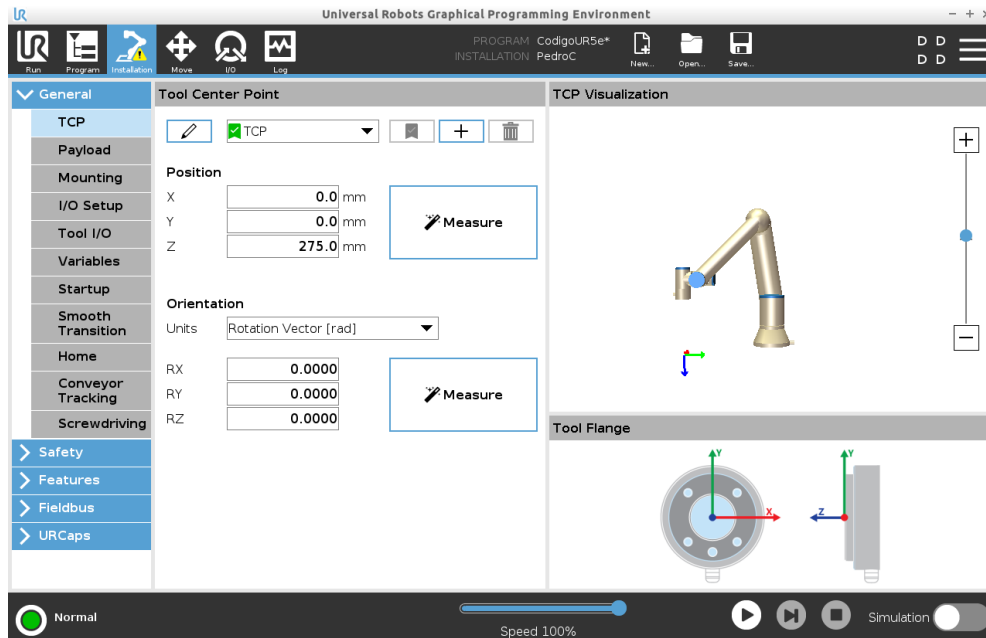 UR Universal Robots Graphical Programming Environment
PROGRAM CodigoUR5e*
INSTALLATION PedroC
Run Program Installation Move I/O Log New... Open... Save... D D
D D
General
TCP
Payload
Mounting
I/O Setup
Tool I/O
Variables
Startup
Smooth
Transition
Home
Conveyor
Tracking
Screwdriving
Safety
Features
Fieldbus
URCaps
Tool Center Point
TCP
Position
X 0.0 mm
Y 0.0 mm
Z 275.0 mm
Measure
Orientation
Units Rotation Vector [rad]
RX 0.0000
RY 0.0000
RZ 0.0000
Measure
TCP Visualization
Tool Flange
Y
X
Y
Z
Normal
Speed 100%
Simulation